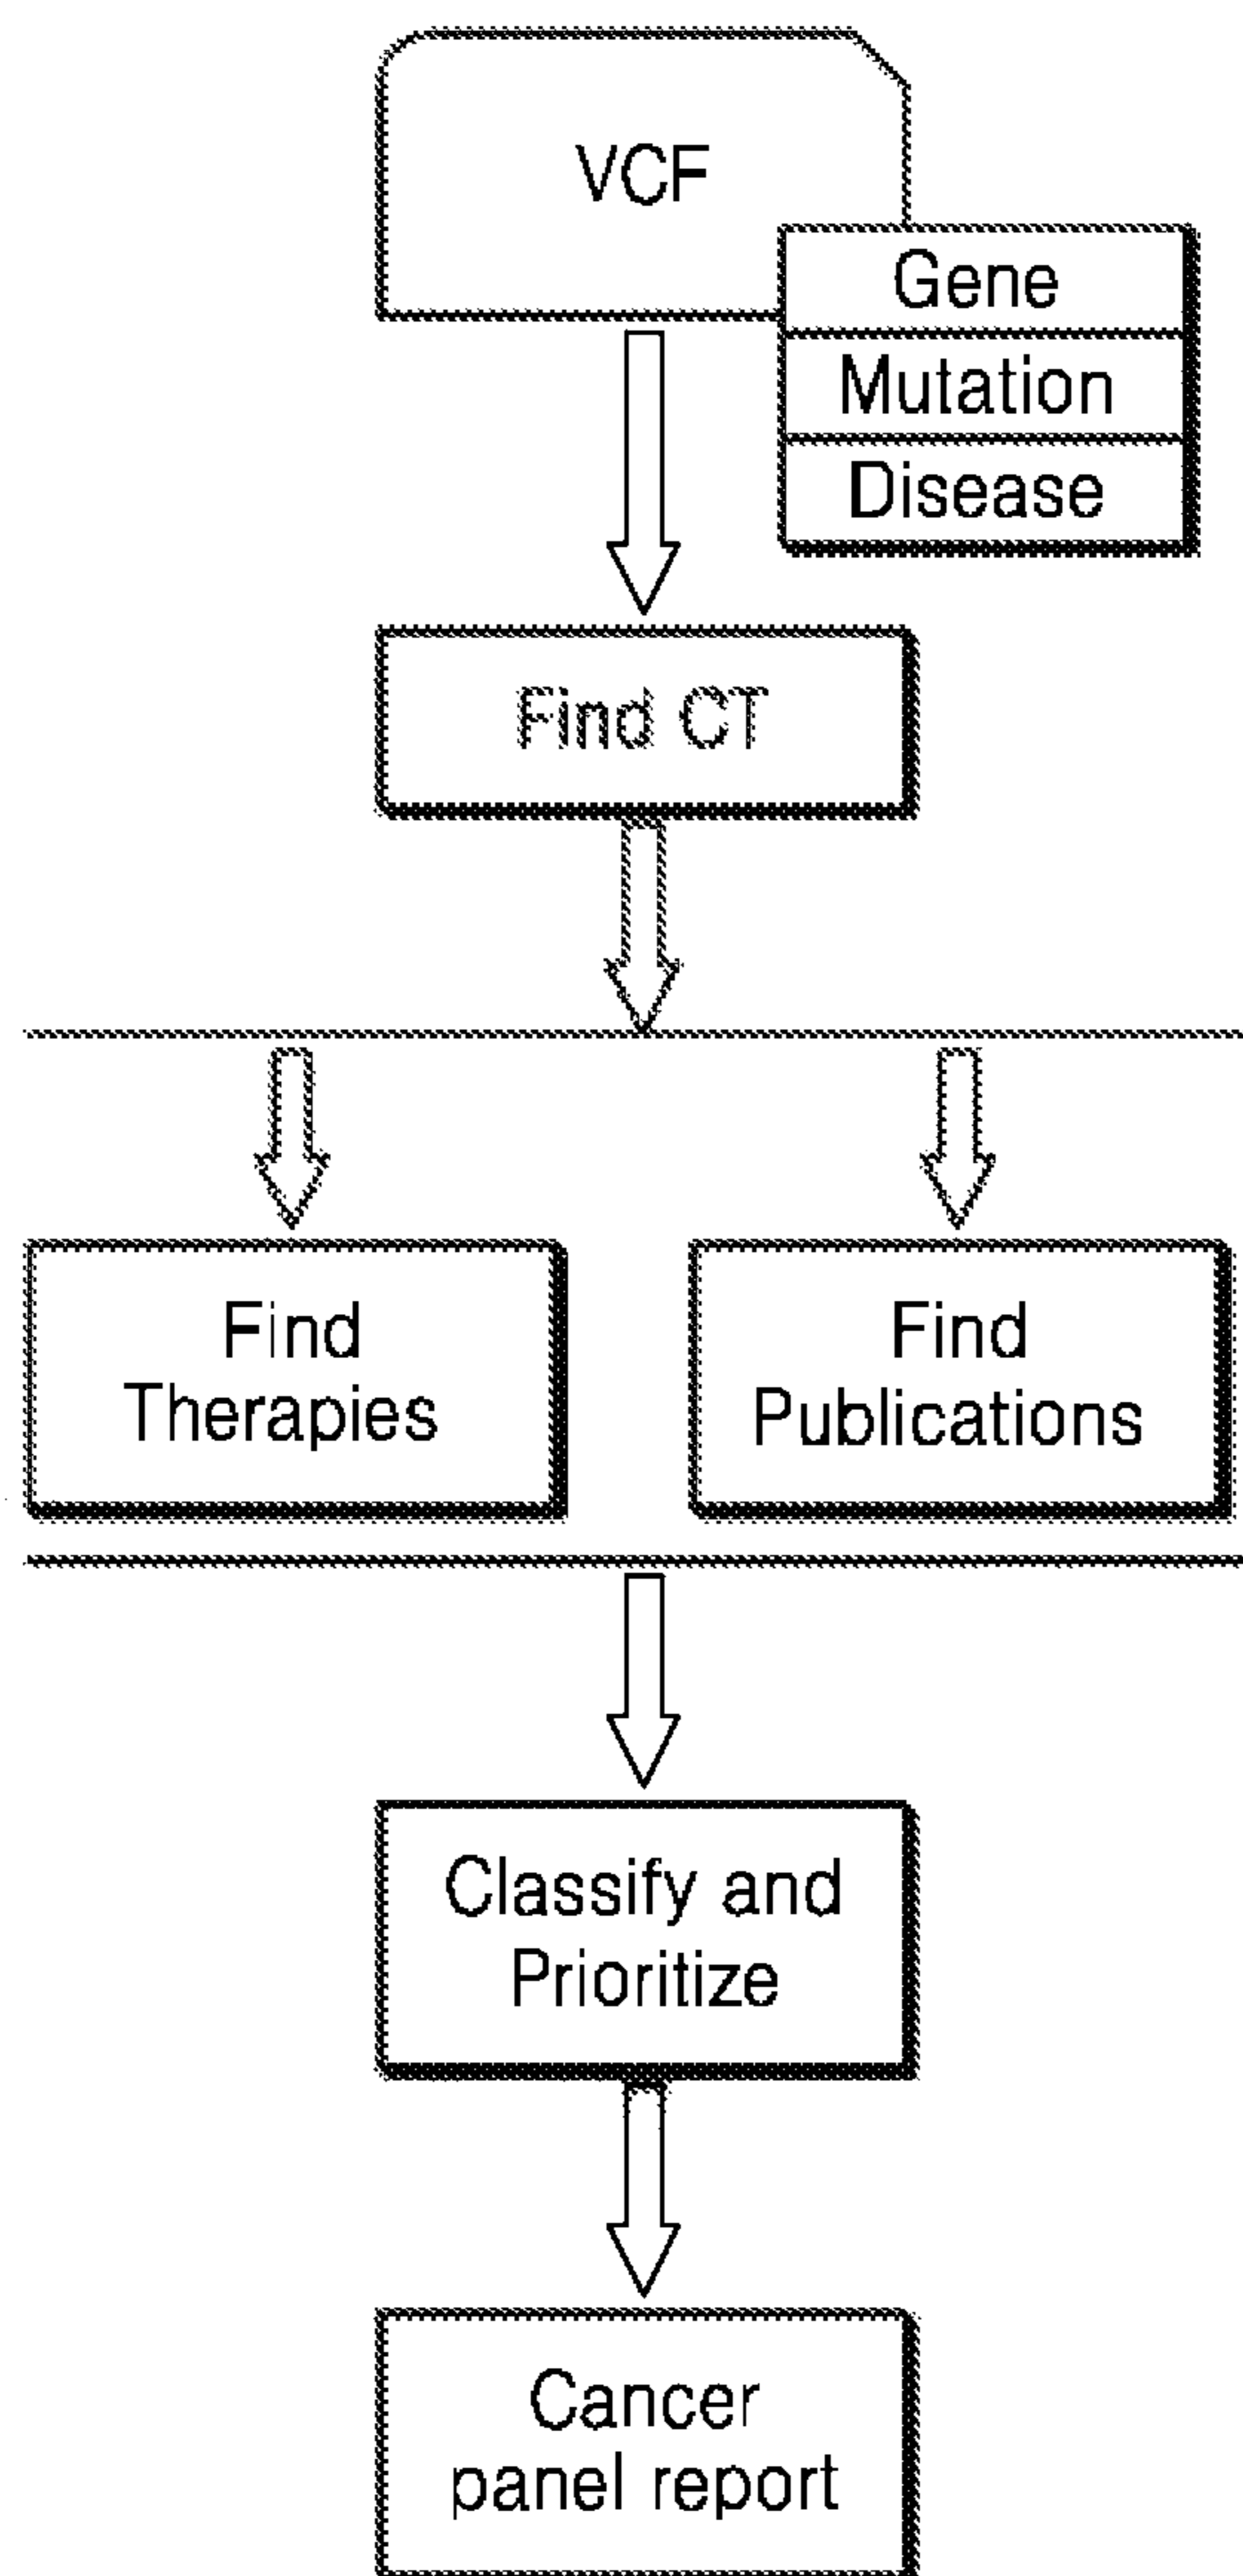 VCF
Gene
Mutation
Disease
Find CT
Find
Therapies
Find
Publications
Classify and
Prioritize
Cancer
panel report